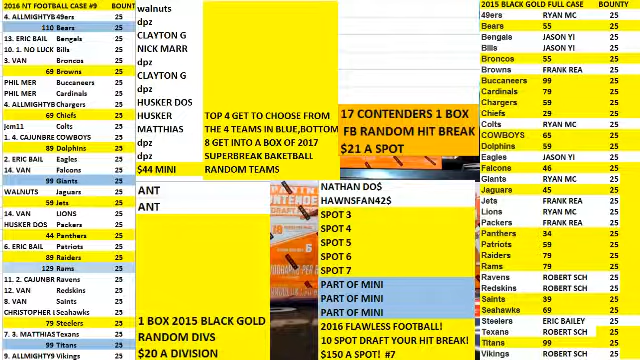 2016 NT FOOTBALL CASE #9 BOUNT
4. ALLMIGHTYB 49ers 25
110 Bears 25
13. ERIC BAIL Bengals 25
10. 1. NO LUCK Bills 25
3. VAN Broncos 25
69 Browns 25
PHIL MER Buccaneers 25
PHIL MER Cardinals 25
4. ALLMIGHTYB Chargers 25
69 Chiefs 25
jcm11 Colts 25
1. 4. CAJUNBRE COWBOYS 25
89 Dolphins 25
2. ERIC BAIL Eagles 25
14. VAN Falcons 25
99 Giants 25
WALNUTS Jaguars 25
59 Jets 25
14. VAN LIONS 25
HUSKER DOS Packers 25
44 Panthers 25
6. ERIC BAIL Patriots 25
89 Raiders 25
129 Rams 25
11. 2. CAJUNBR Ravens 25
12. VAN Redskins 25
8. VAN Saints 25
CHRISTOPHER I Seahawks 25
79 Steelers 25
7. 3. MATTHIAS Texans 25
99 Titans 25
9. ALLMIGHTY Vikings 25
walnuts
dpz
CLAYTON G
NICK MARR
dpz
CLAYTON G
dpz
HUSKER DOS
HUSKER
MATTHIAS
dpz
dpz
$44 MINI
TOP 4 GET TO CHOOSE FROM
THE 4 TEAMS IN BLUE,BOTTOM
8 GET INTO A BOX OF 2017
SUPERBREAK BAKETBALL
RANDOM TEAMS
17 CONTENDERS 1 BOX
FB RANDOM HIT BREAK
$21 A SPOT
ANT
ANT
1 BOX 2015 BLACK GOLD
RANDOM DIVS
$20 A DIVISION
NATHAN DO$
HAWNSFAN42$
SPOT 3
SPOT 4
SPOT 5
SPOT 6
SPOT 7
PART OF MINI
PART OF MINI
PART OF MINI
2016 FLAWLESS FOOTBALL!
10 SPOT DRAFT YOUR HIT BREAK!
$150 A SPOT! #7
2015 BLACK GOLD FULL CASE BOUNTY
49ers RYAN MC 25
Bears 55 25
Bengals JASON YI 25
Bills JASON YI 25
Broncos 55 25
Browns FRANK REA 25
Buccaneers 99 25
Cardinals 79 25
Chargers 59 25
Chiefs 29 25
Colts RYAN MC 25
COWBOYS 65 25
Dolphins 59 25
Eagles JASON YI 25
Falcons 46 25
Giants RYAN MC 25
Jaguars 45 25
Jets FRANK REA 25
Lions RYAN MC 25
Packers FRANK REA 25
Panthers 34 25
Patriots 59 25
Raiders 79 25
Rams 79 25
Ravens ROBERT SCH 25
Redskins ROBERT SCH 25
Saints 39 25
Seahawks 69 25
Steelers ERIC BAILEY 25
Texans ROBERT SCH 25
Titans 99 25
Vikings ROBERT SCH 25